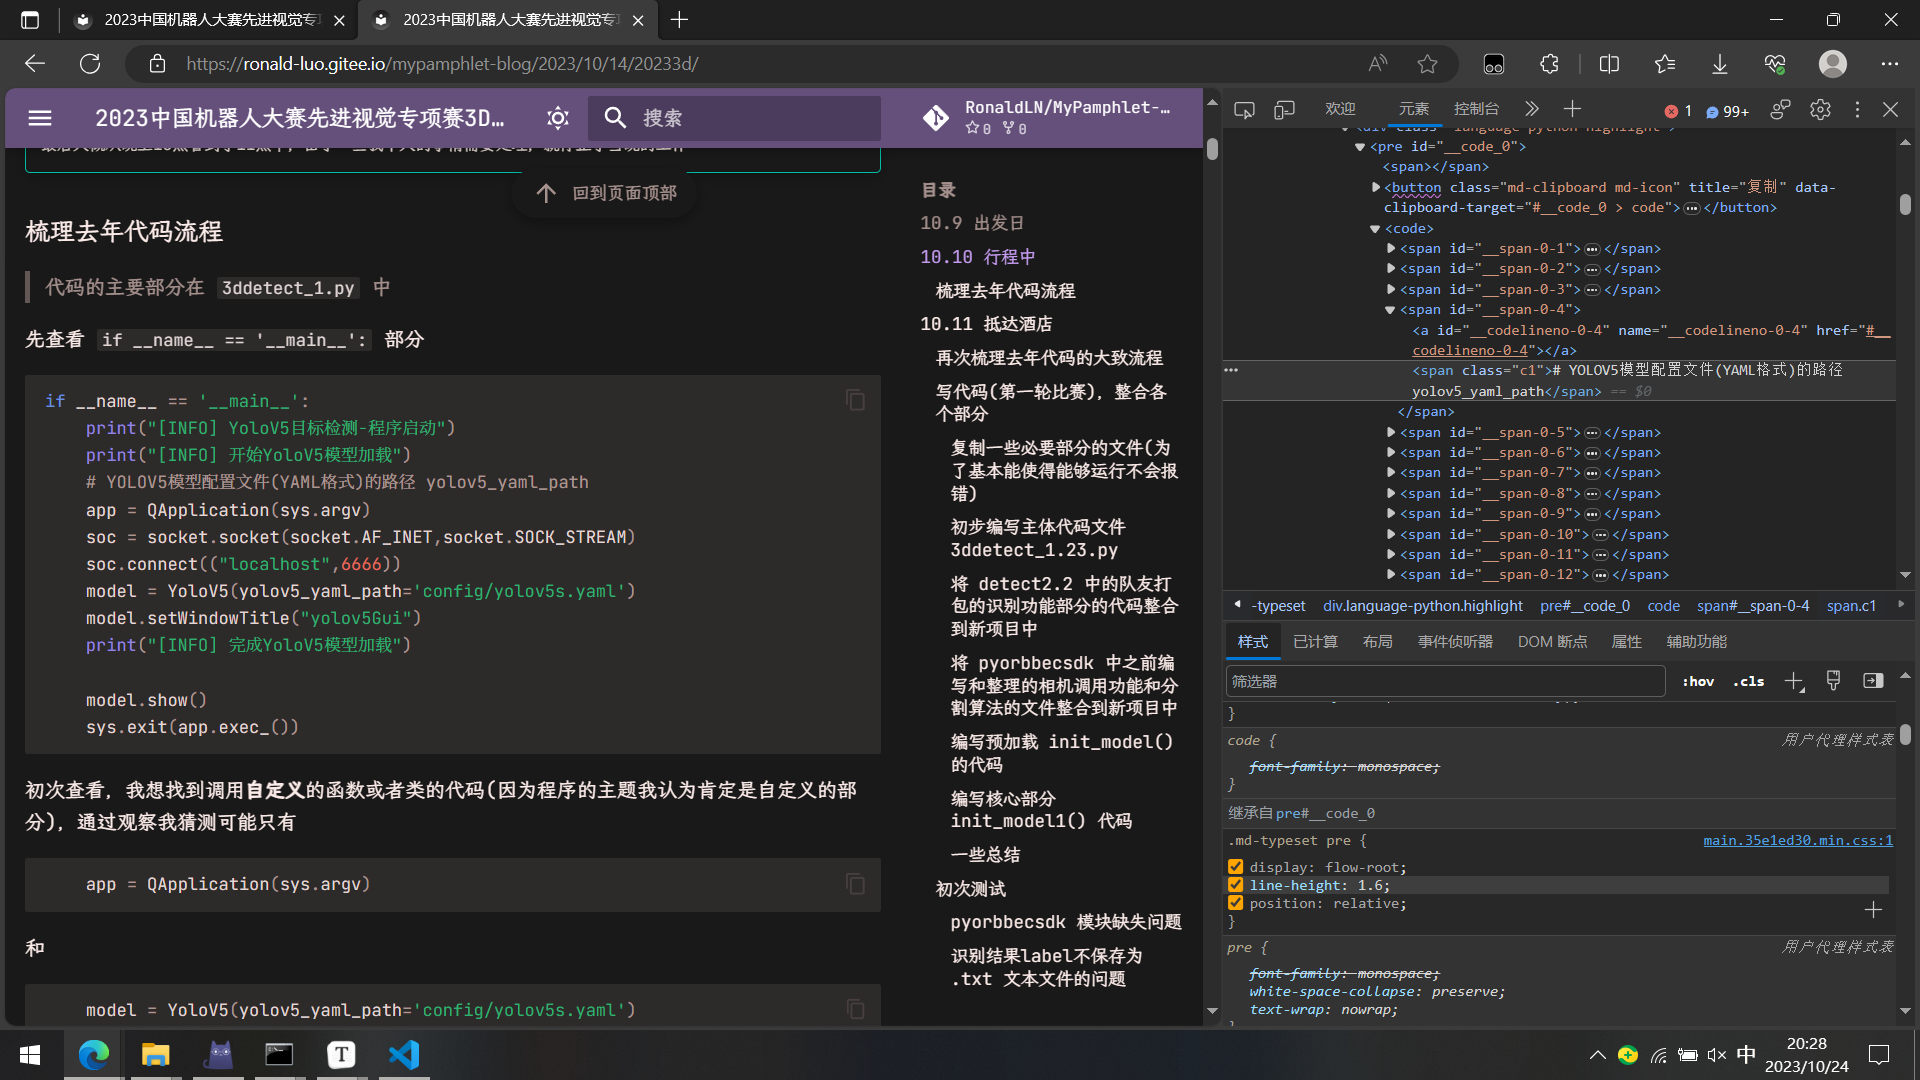 2023中国机器人大赛先进视觉专项
2023中国机器人大赛先进视觉专项
https://ronald-luo.gitee.io/mypamphlet-blog/2023/10/14/20233d/
2023中国机器人大赛先进视觉专项赛3D...
搜索
RonaldLN/MyPamphlet-...
0 0
回到页面顶部
梳理去年代码流程
代码的主要部分在 3ddetect_1.py 中
先查看 if __name__ == '__main__': 部分
if __name__ == '__main__':
print("[INFO] YoloV5目标检测-程序启动")
print("[INFO] 开始YoloV5模型加载")
# YOLOV5模型配置文件(YAML格式)的路径 yolov5_yaml_path
app = QApplication(sys.argv)
soc = socket.socket(socket.AF_INET,socket.SOCK_STREAM)
soc.connect(("localhost",6666))
model = YoloV5(yolov5_yaml_path='config/yolov5s.yaml')
model.setWindowTitle("yolov5Gui")
print("[INFO] 完成YoloV5模型加载")
model.show()
sys.exit(app.exec_())
初次查看, 我想找到调用自定义的函数或者类的代码(因为程序的主题我认为肯定是自定义的部
分), 通过观察我猜测可能只有
app = QApplication(sys.argv)
和
model = YoloV5(yolov5_yaml_path='config/yolov5s.yaml')
目录
10.9 出发日
10.10 行程中
梳理去年代码流程
10.11 抵达酒店
再次梳理去年代码的大致流程
写代码(第一轮比赛), 整合各
个部分
复制一些必要部分的文件(为
了基本能使得能够运行不会报
错)
初步编写主体代码文件
3ddetect_1.23.py
将 detect2.2 中的队友打
包的识别功能部分的代码整合
到新项目中
将 pyorbbecsdk 中之前编
写和整理的相机调用功能和分
割算法的文件整合到新项目中
编写预加载 init_model()
的代码
编写核心部分
init_model1() 代码
一些总结
初次测试
pyorbbecsdk 模块缺失问题
识别结果label不保存为
.txt 文本文件的问题
欢迎 元素 控制台 1 99+
<div class="language-python highlight">
<pre id="__code_0">
<span></span>
<button class="md-clipboard md-icon" title="复制" data-
clipboard-target="#__code_0 > code">…</button>
<code>
<span id="__span-0-1">…</span>
<span id="__span-0-2">…</span>
<span id="__span-0-3">…</span>
<span id="__span-0-4">
<a id="__codelineno-0-4" name="__codelineno-0-4" href="#__
codelineno-0-4"></a>
<span class="c1"># YOLOV5模型配置文件(YAML格式)的路径
yolov5_yaml_path</span> == $0
</span>
<span id="__span-0-5">…</span>
<span id="__span-0-6">…</span>
<span id="__span-0-7">…</span>
<span id="__span-0-8">…</span>
<span id="__span-0-9">…</span>
<span id="__span-0-10">…</span>
<span id="__span-0-11">…</span>
<span id="__span-0-12">…</span>
-typeset div.language-python.highlight pre#__code_0 code span#__span-0-4 span.c1
样式 已计算 布局 事件侦听器 DOM 断点 属性 辅助功能
筛选器 :hov .cls
}
code { 用户代理样式表
font-family: monospace;
}
继承自 pre#__code_0
.md-typeset pre { main.35e1ed30.min.css:1
display: flow-root;
line-height: 1.6;
position: relative;
}
pre { 用户代理样式表
font-family: monospace;
white-space-collapse: preserve;
text-wrap: nowrap;
T
中
20:28
2023/10/24